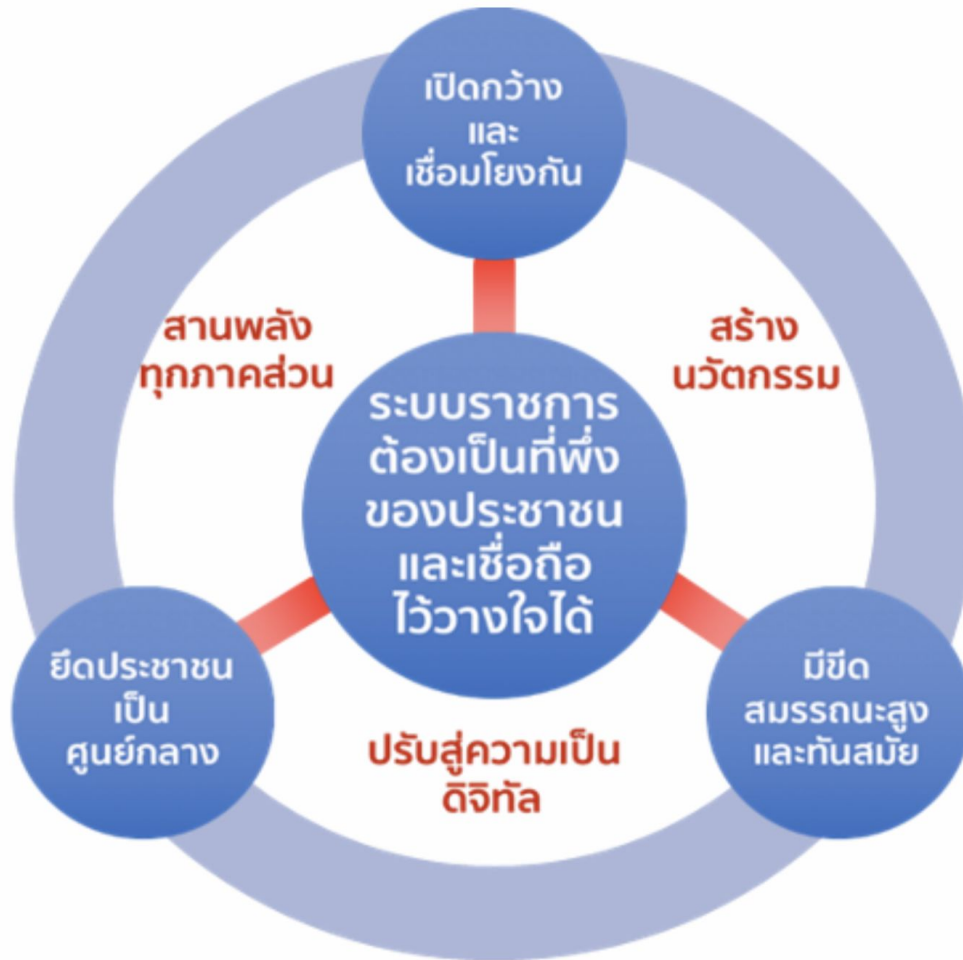 เปิดกว้าง
และ
เชื่อมโยงกัน
สานพลัง
ทุกภาคส่วน
สร้าง
นวัตกรรม
ระบบราชการ
ต้องเป็นที่พึ่ง
ของประชาชน
และเชื่อถือ
ไว้วางใจได้
ยึดประชาชน
เป็น
ศูนย์กลาง
มีขีด
สมรรถนะสูง
และทันสมัย
ปรับสู่ความเป็น
ดิจิทัล